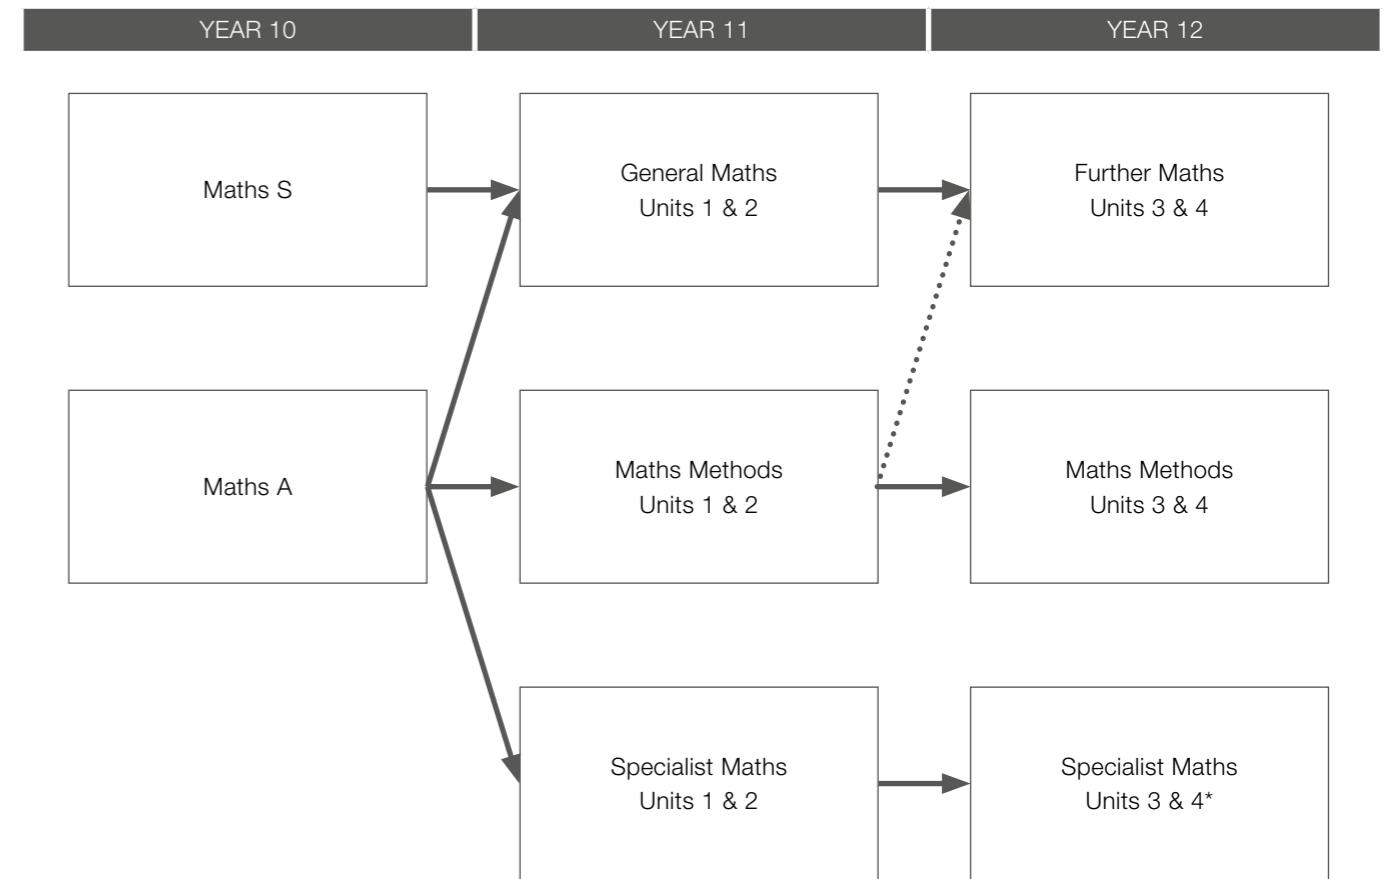 YEAR 10
YEAR 11
YEAR 12
Maths S
General Maths
Units 1 & 2
Further Maths
Units 3 & 4
Maths A
Maths Methods
Units 1 & 2
Maths Methods
Units 3 & 4
Specialist Maths
Units 1 & 2
Specialist Maths
Units 3 & 4*